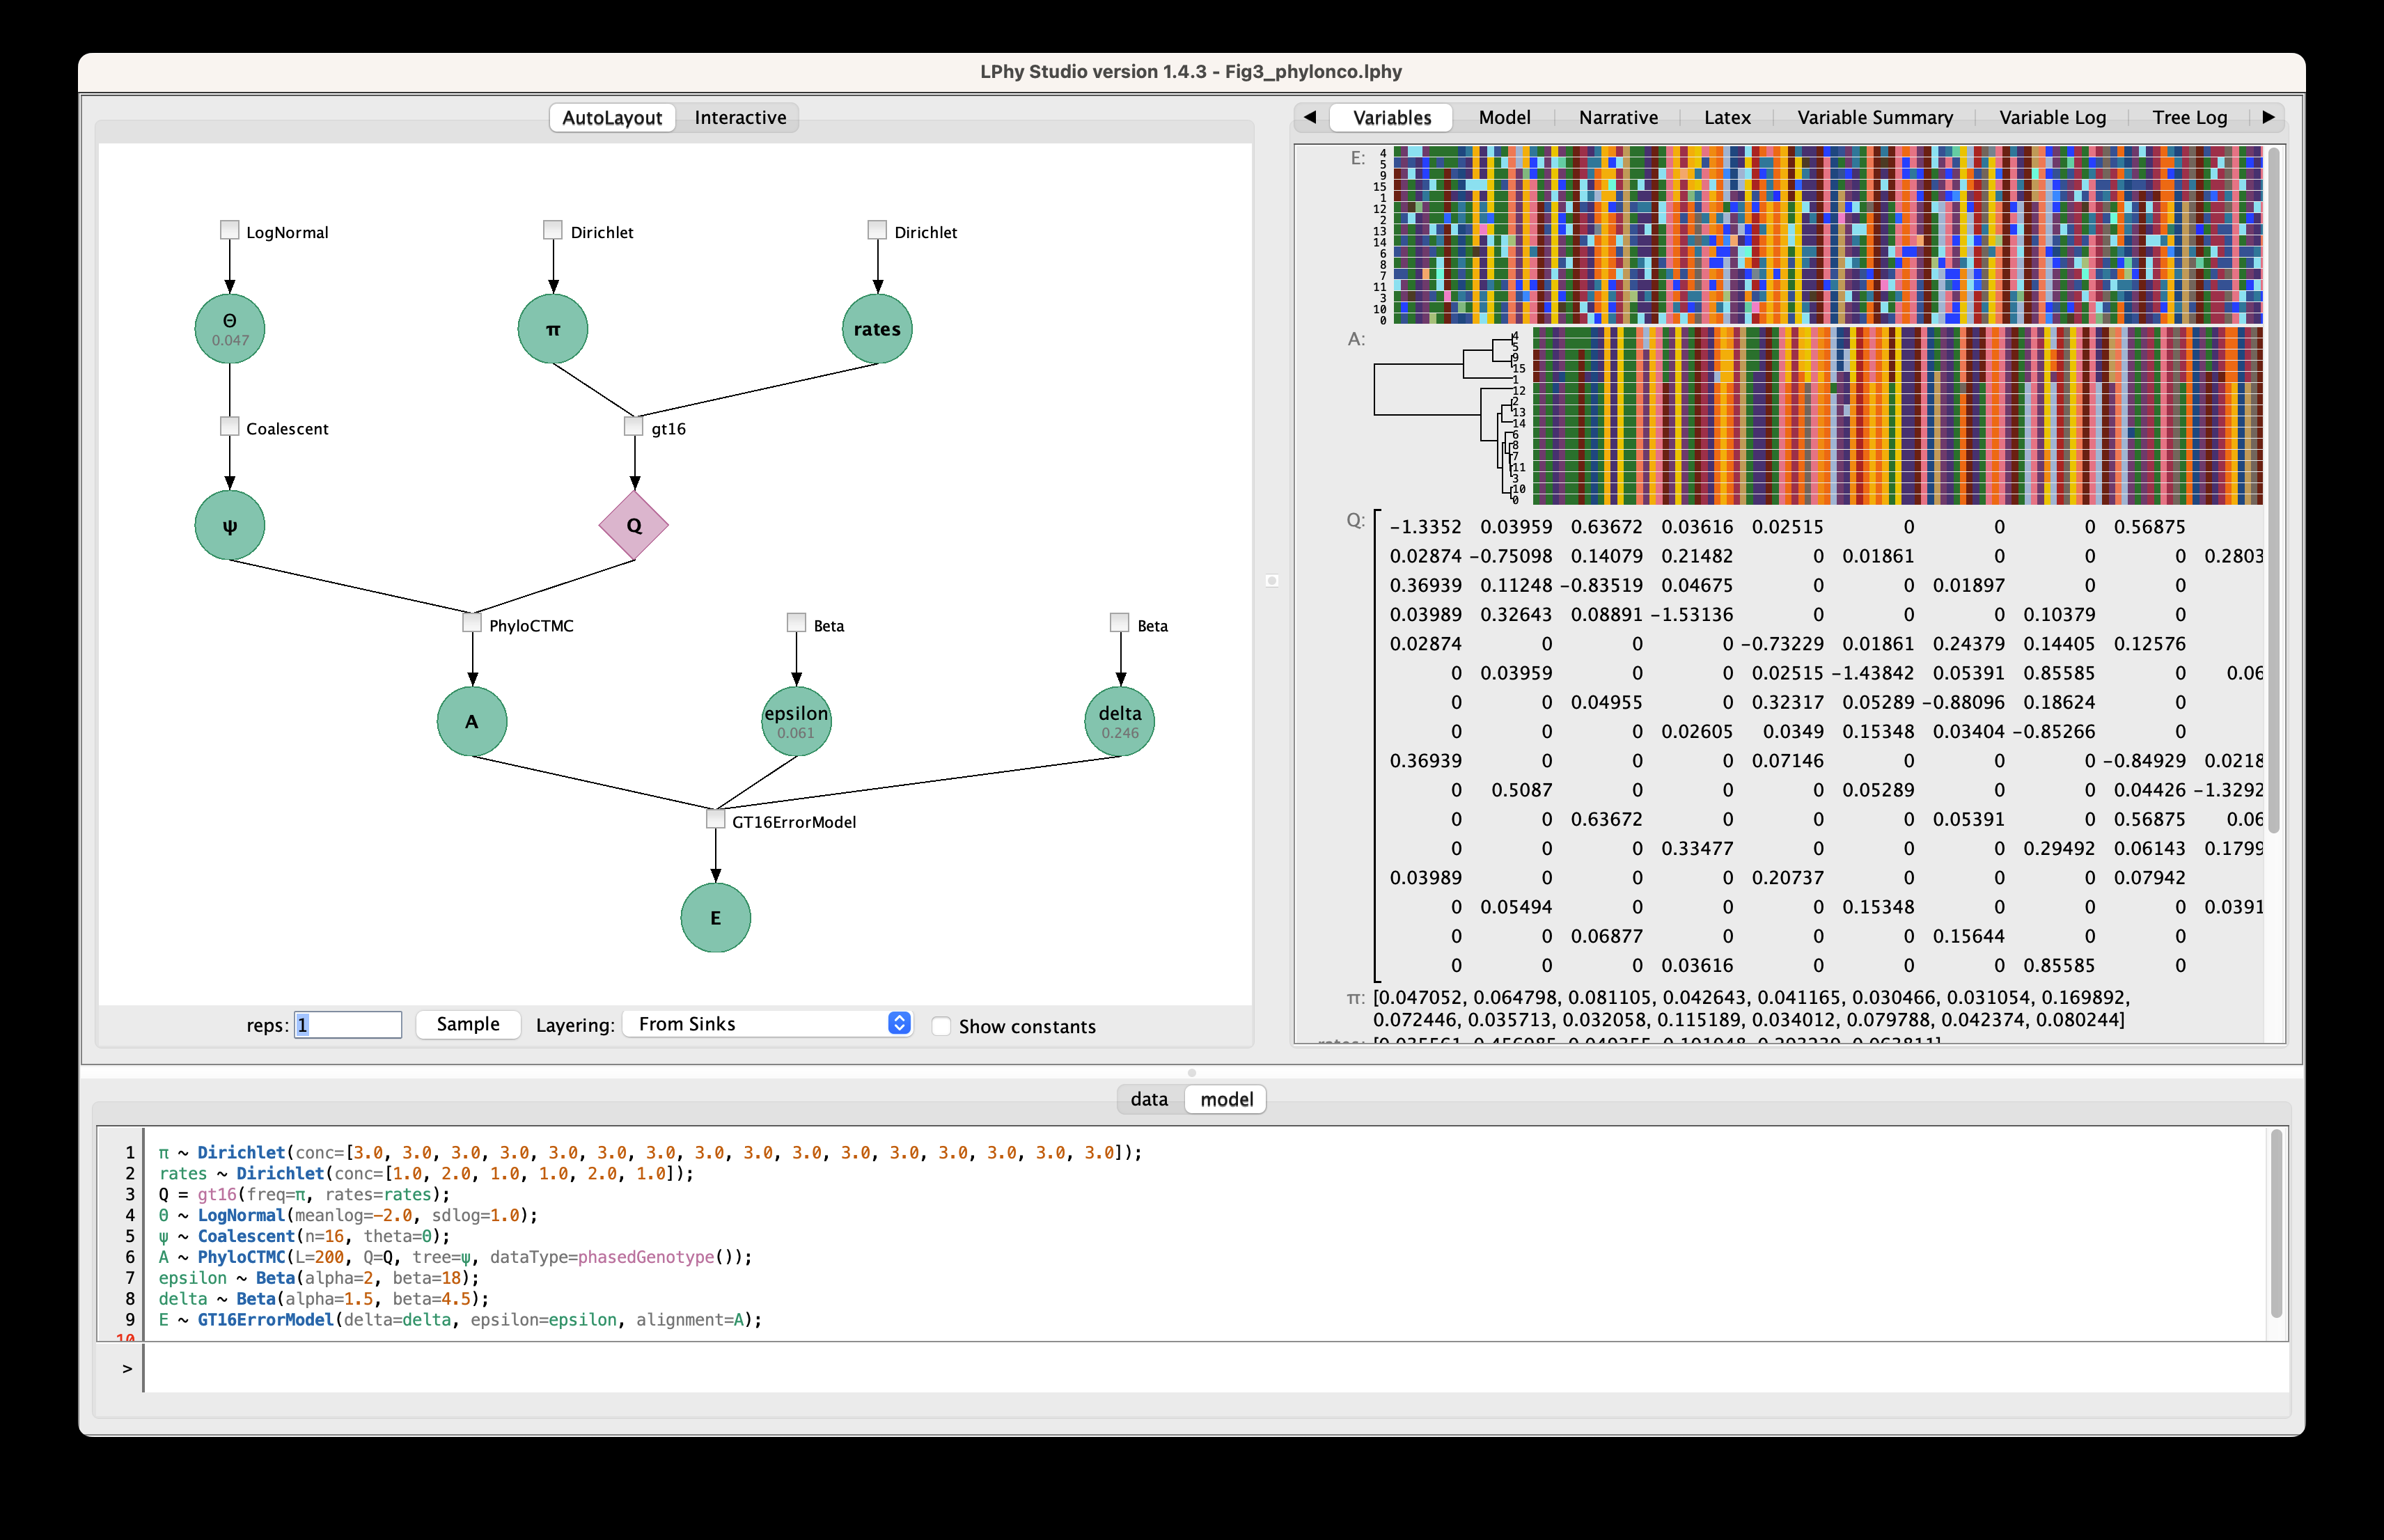 LPhy Studio version 1.4.3 - Fig3_phylonco.lphy
AutoLayout Interactive
LogNormal
Dirichlet
Dirichlet
Θ
0.047
π
rates
Coalescent
gt16
ψ
Q
PhyloCTMC
Beta
Beta
A
epsilon
0.061
delta
0.246
GT16ErrorModel
E
reps: 1 Sample Layering: From Sinks Show constants
Variables Model Narrative Latex Variable Summary Variable Log Tree Log
E:
4
5
9
15
1
12
2
13
14
6
8
7
11
3
10
0
A:
4
5
9
15
1
12
2
13
14
6
8
7
11
3
10
0
Q:
-1.3352 0.03959 0.63672 0.03616 0.02515 0 0 0 0.56875
0.02874 -0.75098 0.14079 0.21482 0 0.01861 0 0 0 0.2803
0.36939 0.11248 -0.83519 0.04675 0 0 0.01897 0 0
0.03989 0.32643 0.08891 -1.53136 0 0 0 0.10379 0
0.02874 0 0 0 -0.73229 0.01861 0.24379 0.14405 0.12576
0 0.03959 0 0 0.02515 -1.43842 0.05391 0.85585 0 0.06
0 0 0.04955 0 0.32317 0.05289 -0.88096 0.18624 0
0 0 0 0.02605 0.0349 0.15348 0.03404 -0.85266 0
0.36939 0 0 0 0.07146 0 0 0 -0.84929 0.0218
0 0.5087 0 0 0 0.05289 0 0 0.04426 -1.3292
0 0 0.63672 0 0 0 0.05391 0 0.56875 0.06
0 0 0 0.33477 0 0 0 0.29492 0.06143 0.1799
0.03989 0 0 0 0.20737 0 0 0 0.07942
0 0.05494 0 0 0 0.15348 0 0 0 0.0391
0 0 0.06877 0 0 0 0.15644 0 0
0 0 0 0.03616 0 0 0 0.85585 0
π: [0.047052, 0.064798, 0.081105, 0.042643, 0.041165, 0.030466, 0.031054, 0.169892,
0.072446, 0.035713, 0.032058, 0.115189, 0.034012, 0.079788, 0.042374, 0.080244]
data model
1 π ~ Dirichlet(conc=[3.0, 3.0, 3.0, 3.0, 3.0, 3.0, 3.0, 3.0, 3.0, 3.0, 3.0, 3.0, 3.0, 3.0, 3.0, 3.0]);
2 rates ~ Dirichlet(conc=[1.0, 2.0, 1.0, 1.0, 2.0, 1.0]);
3 Q = gt16(freq=π, rates=rates);
4 Θ ~ LogNormal(meanlog=-2.0, sdlog=1.0);
5 ψ ~ Coalescent(n=16, theta=Θ);
6 A ~ PhyloCTMC(L=200, Q=Q, tree=ψ, dataType=phasedGenotype());
7 epsilon ~ Beta(alpha=2, beta=18);
8 delta ~ Beta(alpha=1.5, beta=4.5);
9 E ~ GT16ErrorModel(delta=delta, epsilon=epsilon, alignment=A);
10
>